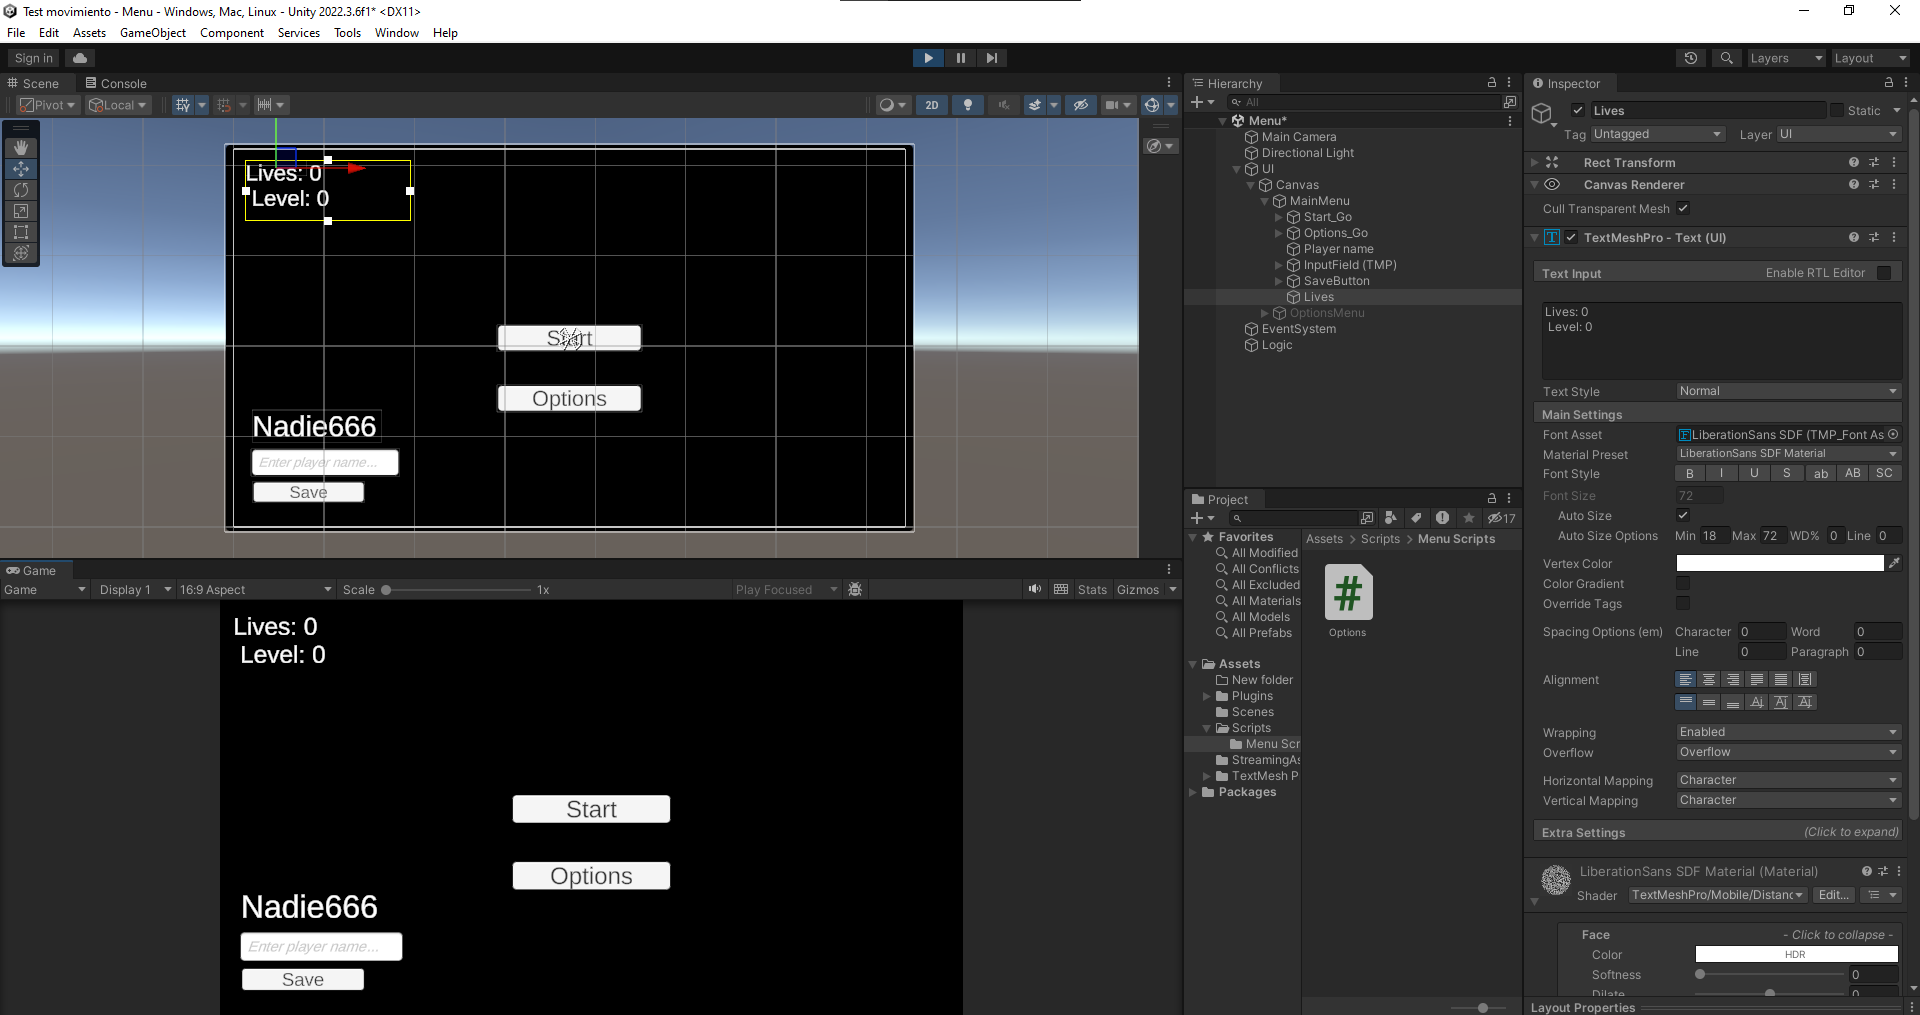 Test movimiento - Menu - Windows, Mac, Linux - Unity 2022.3.6f1* <DX11>
File Edit Assets GameObject Component Services Tools Window Help
Sign in
Layers Layout
Scene Console
Pivot Local 2D
Lives: 0
Level: 0
Start
Options
Nadie666
Enter player name...
Save
Game
Game Display 1 16:9 Aspect Scale 1x Play Focused Stats Gizmos
Lives: 0
Level: 0
Start
Options
Nadie666
Enter player name...
Save
Hierarchy
All
Menu*
Main Camera
Directional Light
UI
Canvas
MainMenu
Start_Go
Options_Go
Player name
InputField (TMP)
SaveButton
Lives
OptionsMenu
EventSystem
Logic
Project
17
Favorites
All Modified
All Conflicts
All Excluded
All Materials
All Models
All Prefabs
Assets
New folder
Plugins
Scenes
Scripts
Menu Scr
StreamingAs
TextMesh P
Packages
Assets > Scripts > Menu Scripts
#
Options
Inspector
Lives Static
Tag Untagged Layer UI
Rect Transform
Canvas Renderer
Cull Transparent Mesh
TextMeshPro - Text (UI)
Text Input Enable RTL Editor
Lives: 0
Level: 0
Text Style Normal
Main Settings
Font Asset LiberationSans SDF (TMP_Font As
Material Preset LiberationSans SDF Material
Font Style B I U S ab AB SC
Font Size 72
Auto Size
Auto Size Options Min 18 Max 72 WD% 0 Line 0
Vertex Color
Color Gradient
Override Tags
Spacing Options (em) Character 0 Word 0
Line 0 Paragraph 0
Alignment
Wrapping Enabled
Overflow Overflow
Horizontal Mapping Character
Vertical Mapping Character
Extra Settings (Click to expand)
LiberationSans SDF Material (Material)
Shader TextMeshPro/Mobile/Distanc Edit...
Face - Click to collapse -
Color HDR
Softness 0
Dilate 0
Layout Properties